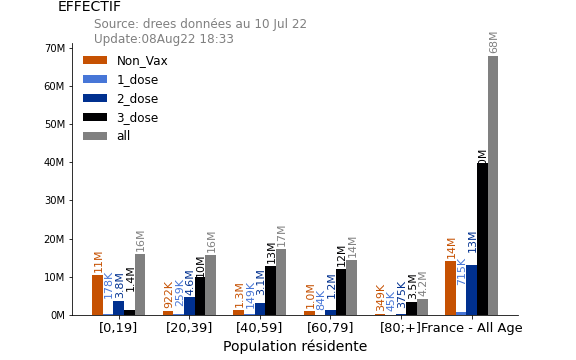 EFFECTIF
Source: drees données au 10 Jul 22
Update:08Aug22 18:33
70M
60M
50M
40M
30M
20M
10M
0M
Non_Vax
1_dose
2_dose
3_dose
all
11M
178K
3.8M
1.4M
16M
922K
259K
4.6M
10M
16M
1.3M
149K
3.1M
13M
17M
1.0M
84K
1.2M
12M
14M
349K
45K
375K
3.5M
4.2M
14M
715K
13M
68M
[0,19]
[20,39]
[40,59]
[60,79]
[80;+]
France - All Age
Population résidente